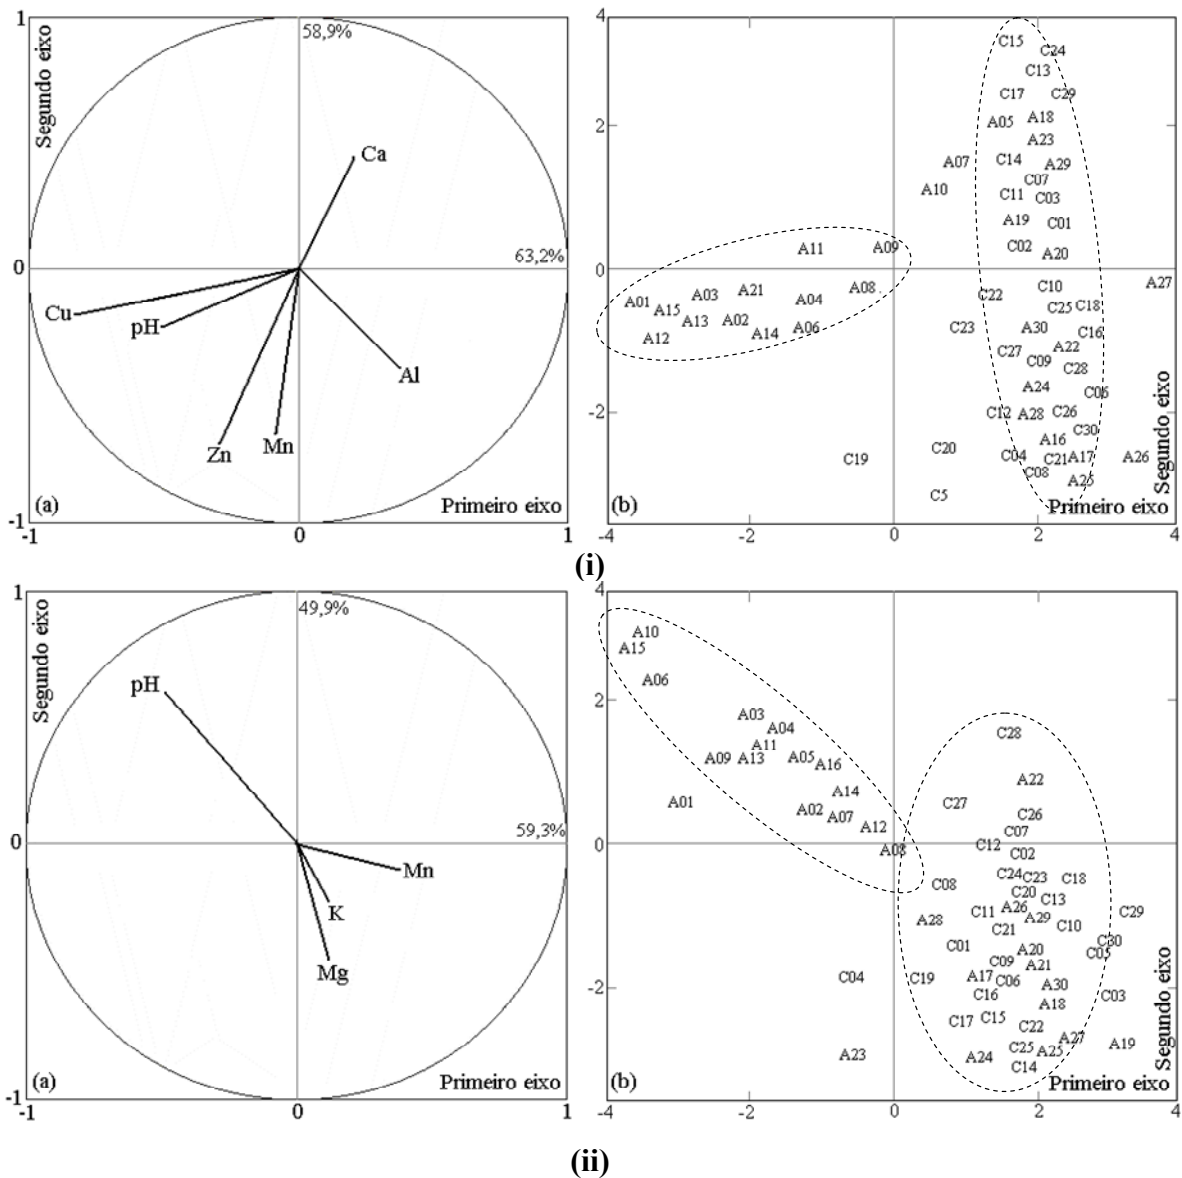 1
58,9%
Segundo eixo
Ca
63,2%
0
Cu
pH
Al
Zn
Mn
(a)
Primeiro eixo
-1
-1
0
1
4
C15
C24
C13
C17
C29
2
A05
A18
A23
A07
C14
A29
C07
A10
C11
C03
A19
C01
A11
A09
C02
A20
0
A01
A15
A03
A21
A04
A08
C10
A27
C22
C25
C18
A12
A13
A02
A14
A06
C23
A30
C16
C27
A22
C09
C28
A24
C06
-2
C12
A28
C26
C30
A16
C20
C19
C04
C21
A17
A26
C08
A25
C5
Segundo eixo
(b)
Primeiro eixo
-4
-2
0
2
4
(i)
1
49,9%
Segundo eixo
pH
59,3%
0
Mn
K
Mg
(a)
Primeiro eixo
-1
-1
0
1
4
A10
A15
A06
2
A03
A04
C28
A11
A09
A13
A05
A16
A22
A14
A01
C27
A02
A07
C26
A12
C07
0
A08
C12
C02
C24
C23
C18
C08
C20
C13
A26
C11
A29
C29
A28
C10
C21
C30
C01
A20
C05
C09
A21
C04
C19
A17
C06
A30
-2
C16
A18
C03
C17
C15
C22
A27
A19
A23
A24
C25
A25
C14
Segundo eixo
(b)
Primeiro eixo
-4
-2
0
2
4
(ii)